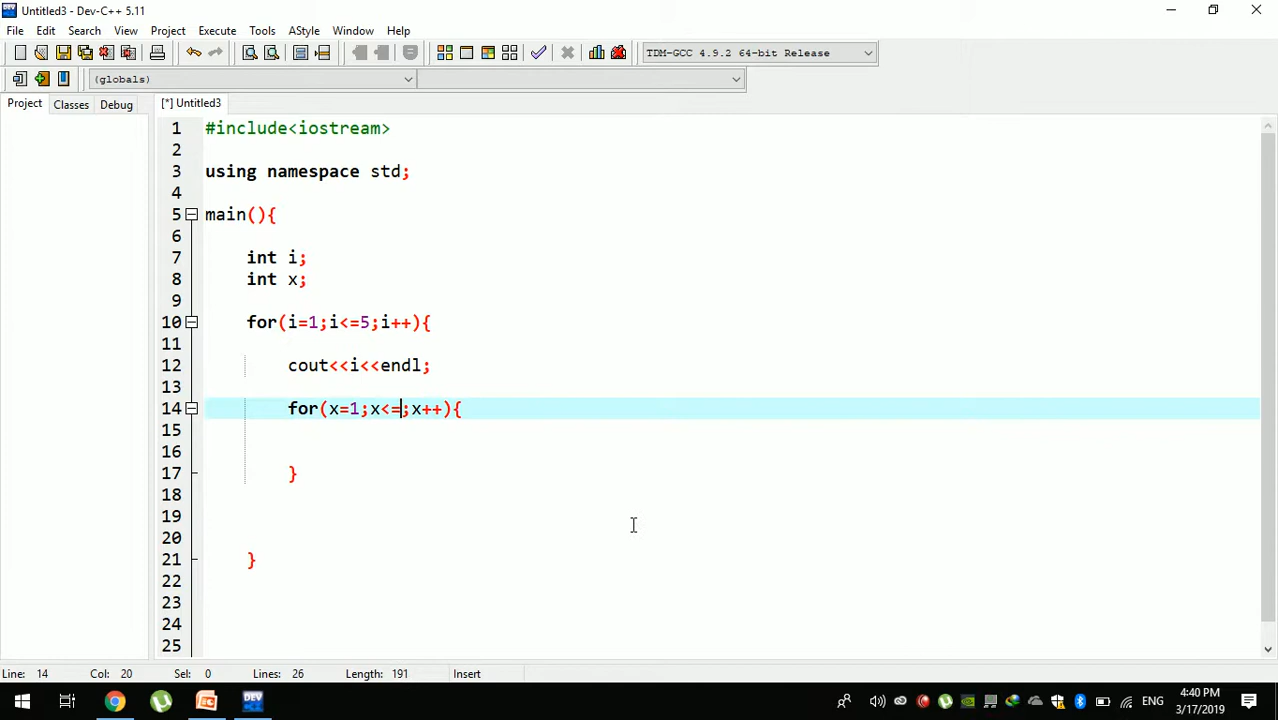 Untitled3 - Dev-C++ 5.11
File Edit Search View Project Execute Tools AStyle Window Help
TDM-GCC 4.9.2 64-bit Release
(globals)
Project Classes Debug [*] Untitled3
1 #include<iostream>
2
3 using namespace std;
4
5 main(){
6
7 int i;
8 int x;
9
10 for(i=1;i<=5;i++){
11
12 cout<<i<<endl;
13
14 for(x=1;x<=;x++){
15
16
17 }
18
19
20
21 }
22
23
24
25
Line: 14 Col: 20 Sel: 0 Lines: 26 Length: 191 Insert
DEV ENG 4:40 PM
3/17/2019